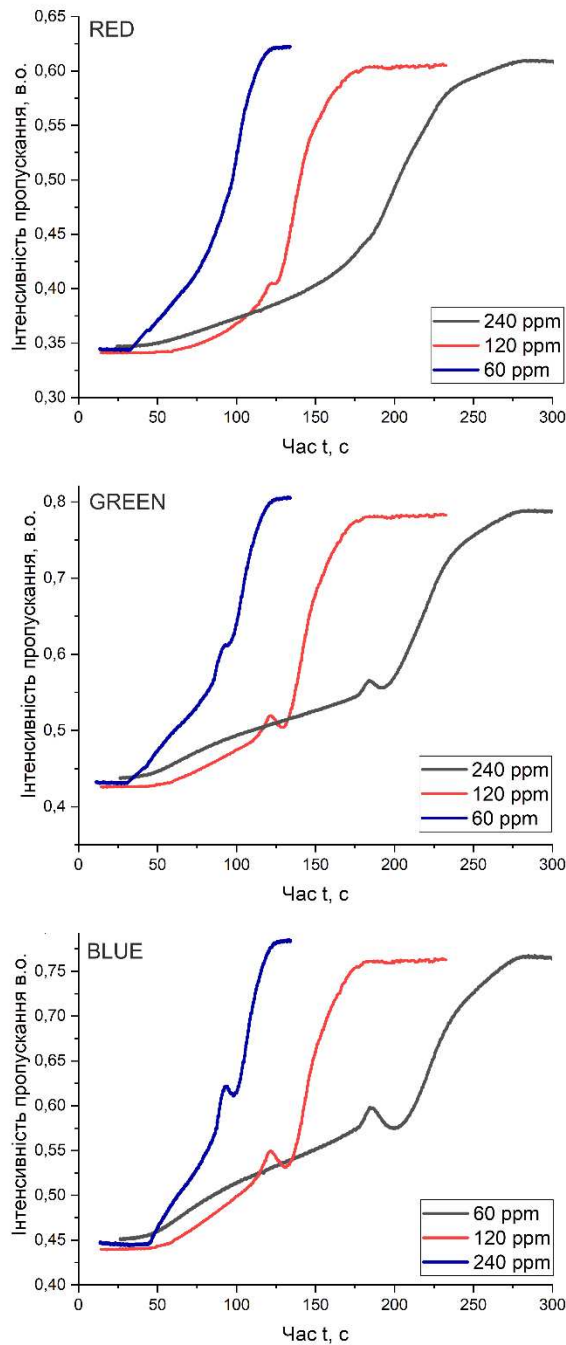 RED
Інтенсивність пропускання, в.о.
0,65
0,60
0,55
0,50
0,45
0,40
0,35
0,30
240 ppm
120 ppm
60 ppm
0 50 100 150 200 250 300
Час t, с
GREEN
Інтенсивність пропускання, в.о.
0,8
0,7
0,6
0,5
0,4
240 ppm
120 ppm
60 ppm
0 50 100 150 200 250 300
Час t, с
BLUE
Інтенсивність пропускання в.о.
0,75
0,70
0,65
0,60
0,55
0,50
0,45
0,40
60 ppm
120 ppm
240 ppm
0 50 100 150 200 250 300
Час t, с